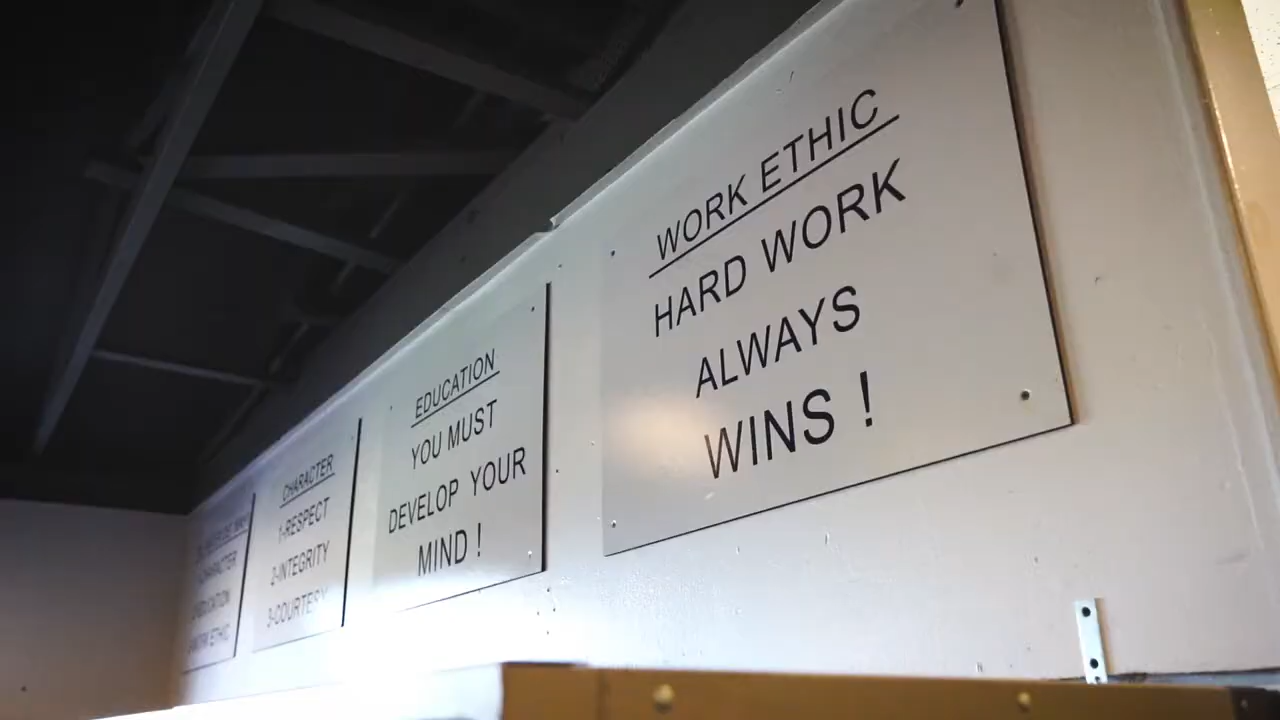 WORK ETHIC
HARD WORK
ALWAYS
WINS !
EDUCATION
YOU MUST
DEVELOP YOUR
MIND !
CHARACTER
1-RESPECT
2-INTEGRITY
3-COURTESY
CHARACTER
EDUCATION
WORK ETHIC